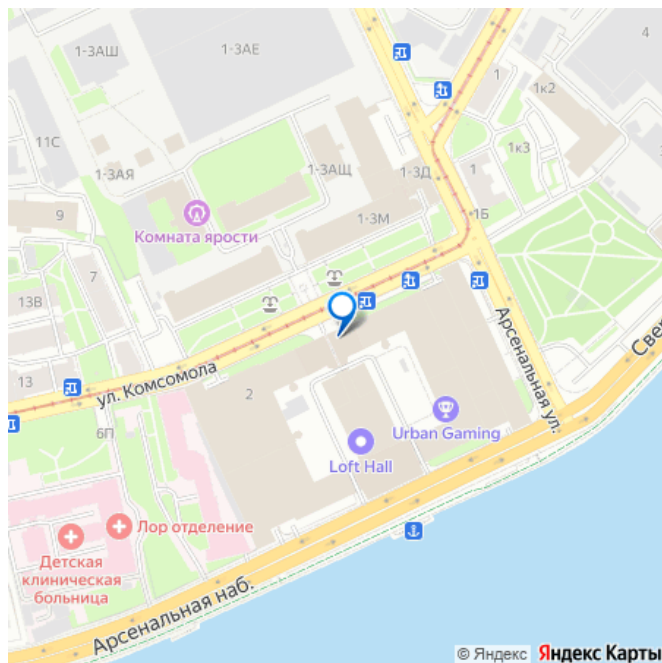 1-3АШ
1-3АЕ
4
1
1к2
11С
1-3АЯ
1-3АЩ
1-3Д
1
1к3
9
Комната ярости
1-3М
1Б
7
13В
13
ул. Комсомола
2
6П
Арсенальная ул.
Urban Gaming
Loft Hall
Лор отделение
Детская
клиническая
больница
Арсенальная наб.
© Яндекс Яндекс Карты